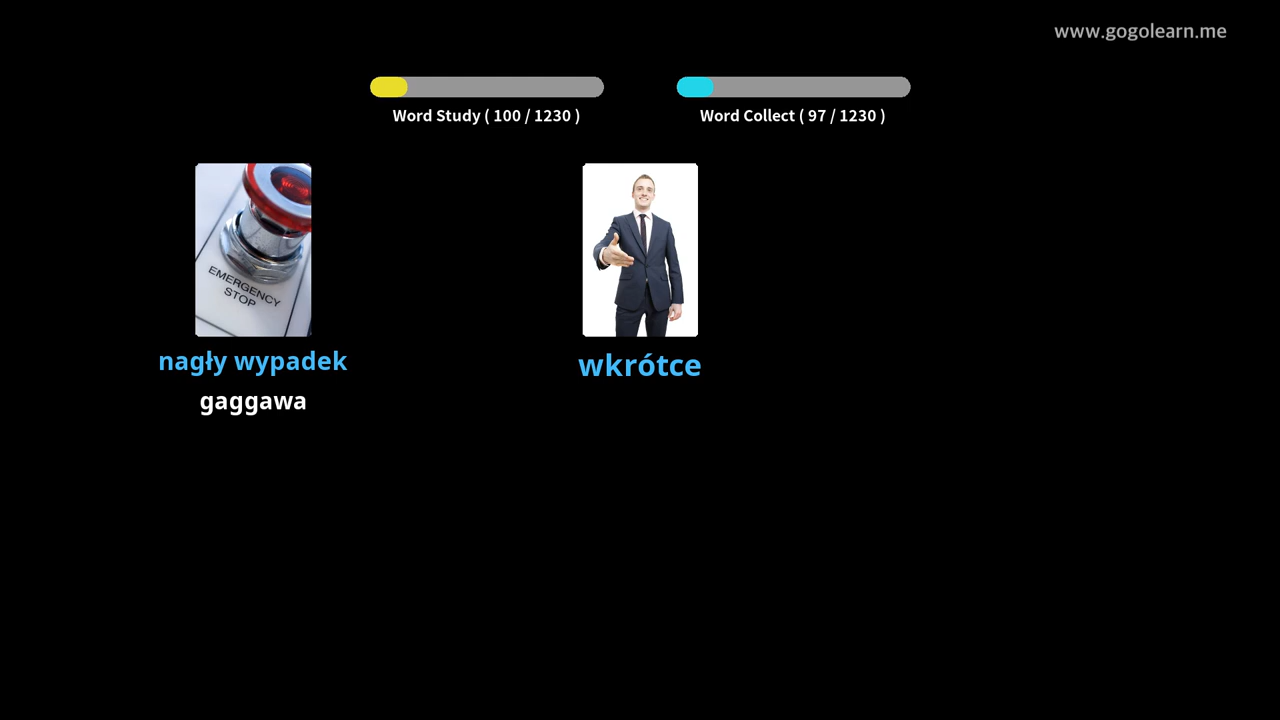 www.gogolearn.me
Word Study ( 100 / 1230 )
Word Collect ( 97 / 1230 )
EMERGENCY
STOP
nagły wypadek
gaggawa
wkrótce